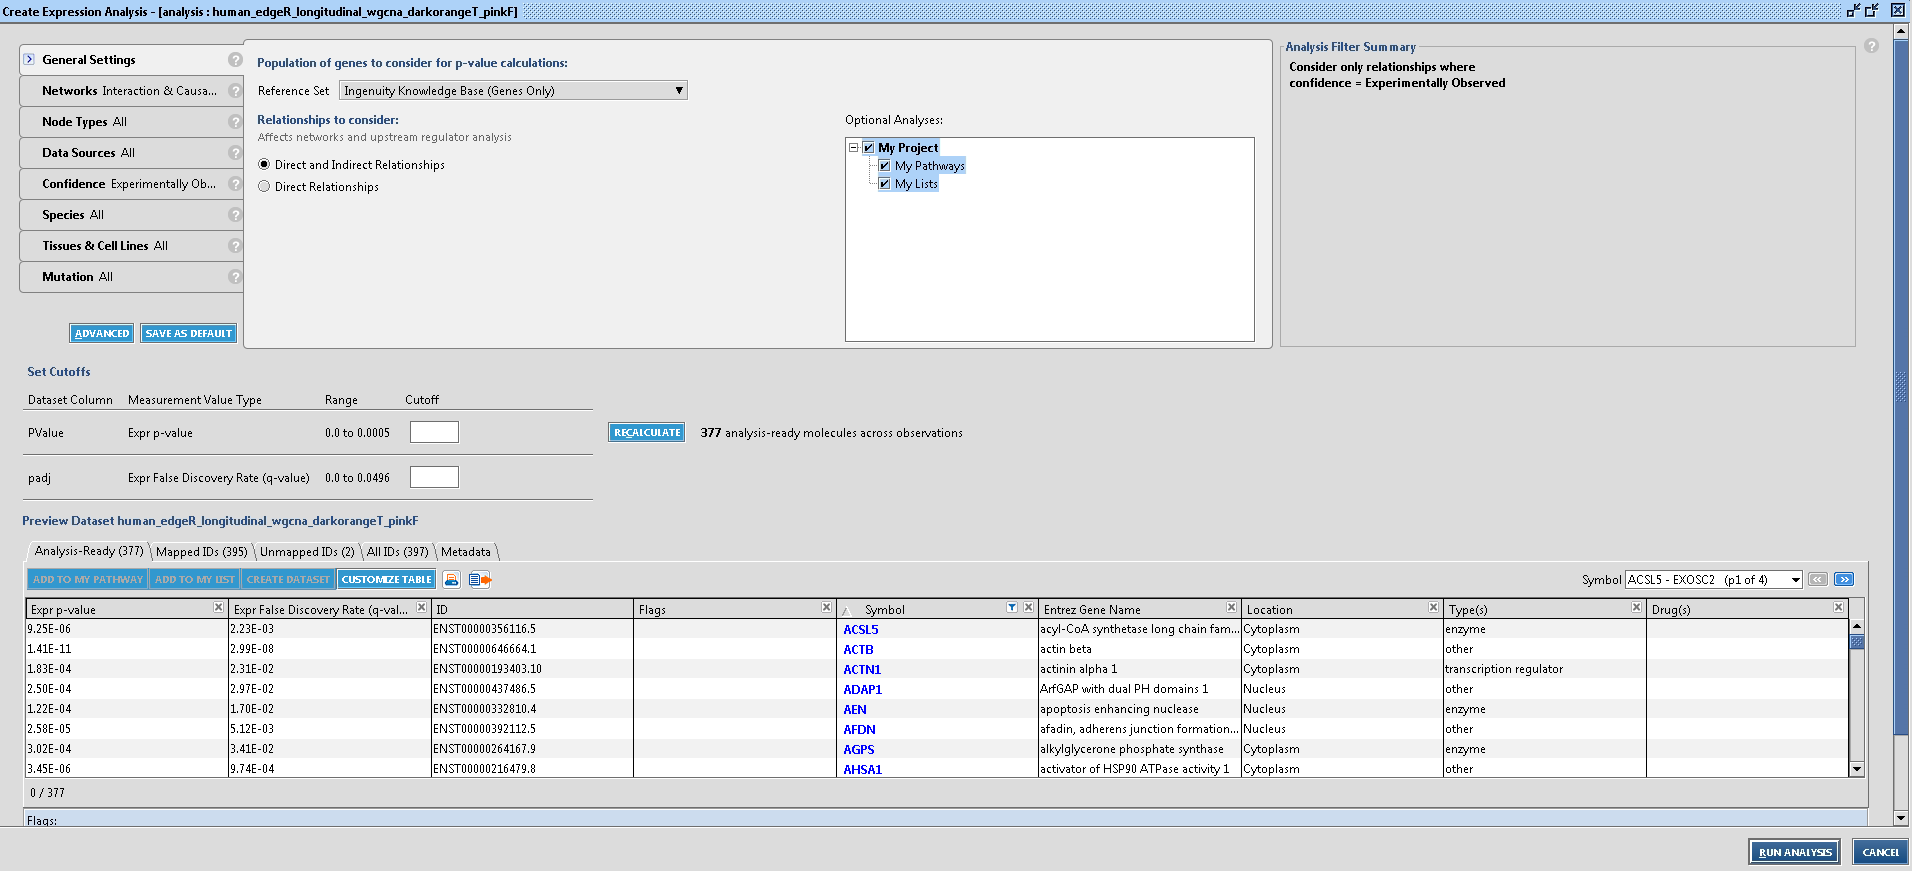 Create Expression Analysis - [analysis : human_edgeR_longitudinal_wgcna_darkorangeT_pinkF]
General Settings
Networks Interaction & Causa...
Node Types All
Data Sources All
Confidence Experimentally Ob...
Species All
Tissues & Cell Lines All
Mutation All
ADVANCED SAVE AS DEFAULT
Population of genes to consider for p-value calculations:
Reference Set Ingenuity Knowledge Base (Genes Only)
Relationships to consider:
Affects networks and upstream regulator analysis
Direct and Indirect Relationships
Direct Relationships
Optional Analyses:
My Project
My Pathways
My Lists
Analysis Filter Summary
Consider only relationships where
confidence = Experimentally Observed
Set Cutoffs
Dataset Column Measurement Value Type Range Cutoff
PValue Expr p-value 0.0 to 0.0005
RECALCULATE 377 analysis-ready molecules across observations
padj Expr False Discovery Rate (q-value) 0.0 to 0.0496
Preview Dataset human_edgeR_longitudinal_wgcna_darkorangeT_pinkF
Analysis-Ready (377) Mapped IDs (395) Unmapped IDs (2) All IDs (397) Metadata
ADD TO MY PATHWAY ADD TO MY LIST CREATE DATASET CUSTOMIZE TABLE Symbol ACSL5 - EXOSC2 (p1 of 4)
Expr p-value Expr False Discovery Rate (q-val... ID Flags Symbol Entrez Gene Name Location Type(s) Drug(s)
9.25E-06 2.23E-03 ENST00000356116.5 ACSL5 acyl-CoA synthetase long chain fam... Cytoplasm enzyme
1.41E-11 2.99E-08 ENST00000646664.1 ACTB actin beta Cytoplasm other
1.83E-04 2.31E-02 ENST00000193403.10 ACTN1 actinin alpha 1 Cytoplasm transcription regulator
2.50E-04 2.97E-02 ENST00000437486.5 ADAP1 ArfGAP with dual PH domains 1 Nucleus other
1.22E-04 1.70E-02 ENST00000332810.4 AEN apoptosis enhancing nuclease Nucleus enzyme
2.58E-05 5.12E-03 ENST00000392112.5 AFDN afadin, adherens junction formation... Nucleus other
3.02E-04 3.41E-02 ENST00000264167.9 AGPS alkylglycerone phosphate synthase Cytoplasm enzyme
3.45E-06 9.74E-04 ENST00000216479.8 AHSA1 activator of HSP90 ATPase activity 1 Cytoplasm other
0 / 377
Flags:
RUN ANALYSIS CANCEL